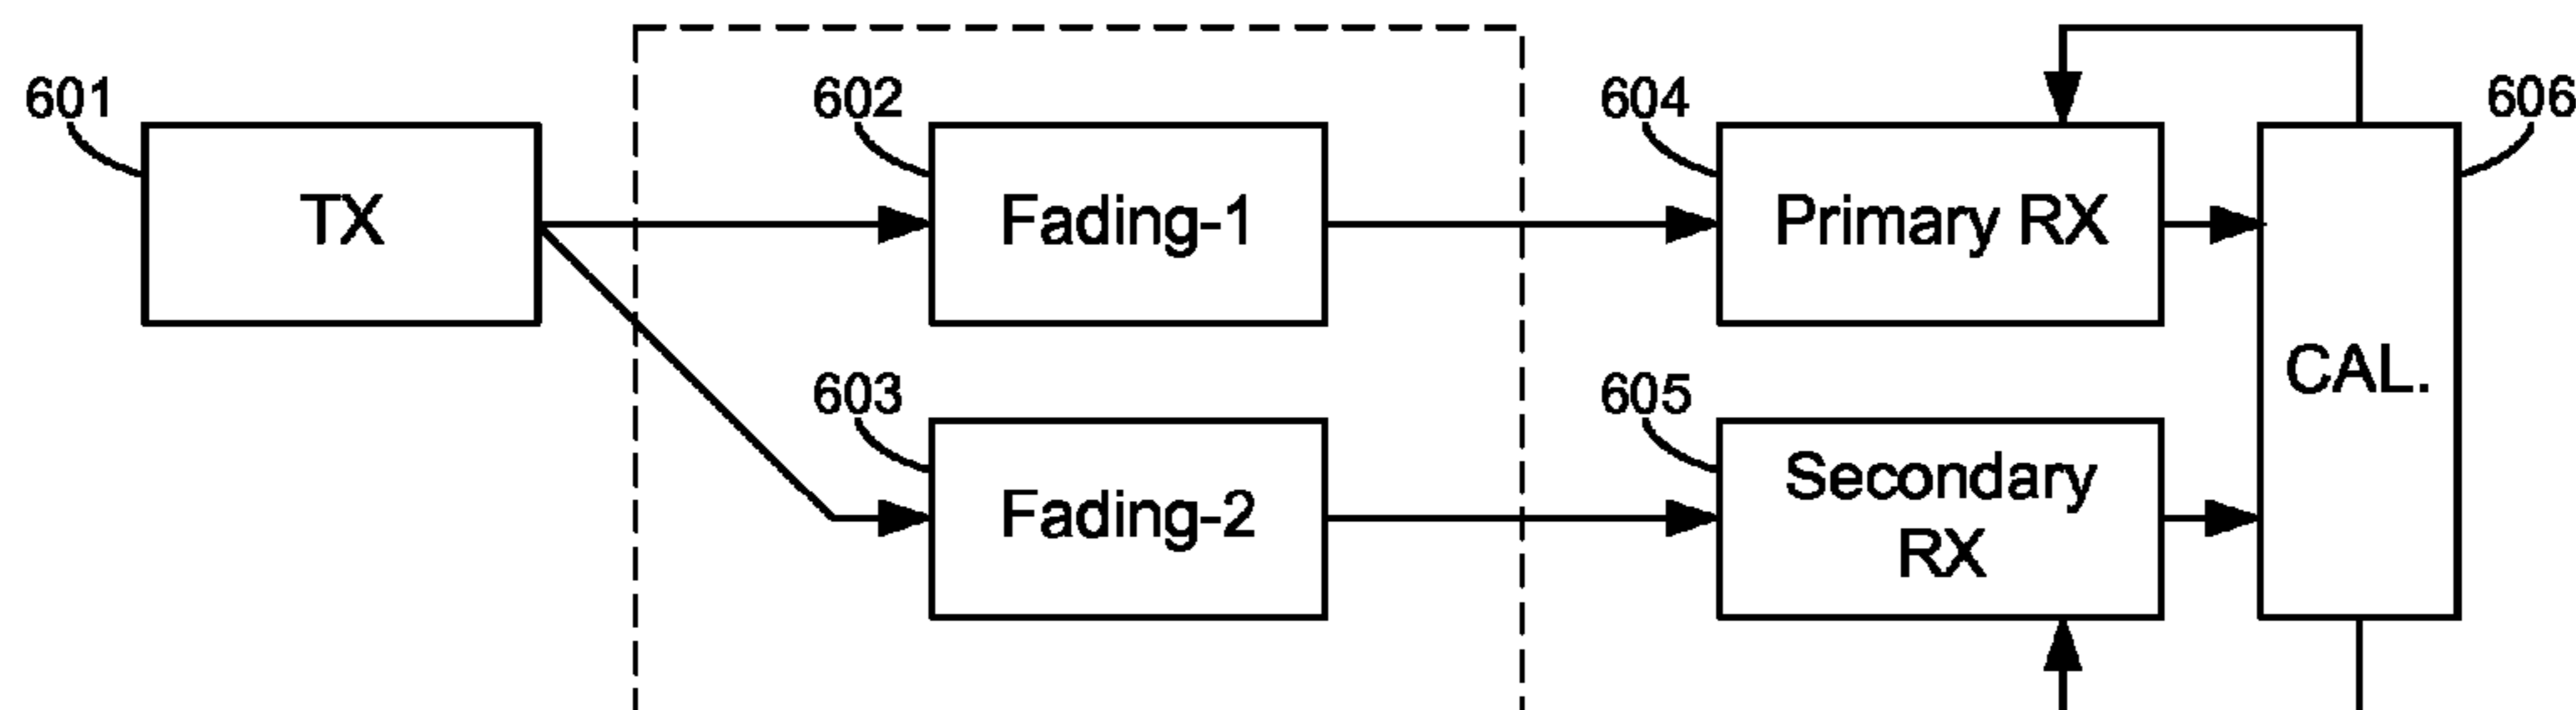 601
602
604
606
TX
Fading-1
Primary RX
CAL.
603
605
Fading-2
Secondary
RX